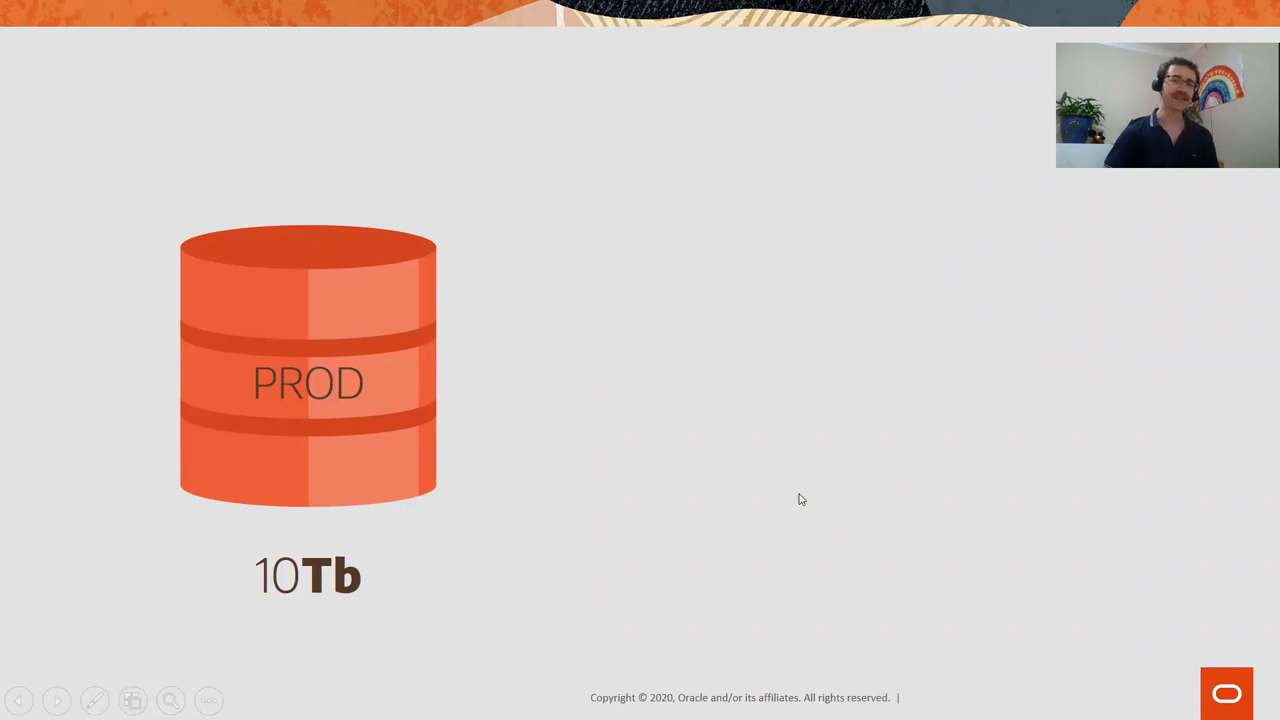 PROD
10Tb
Copyright © 2020, Oracle and/or its affiliates. All rights reserved. |